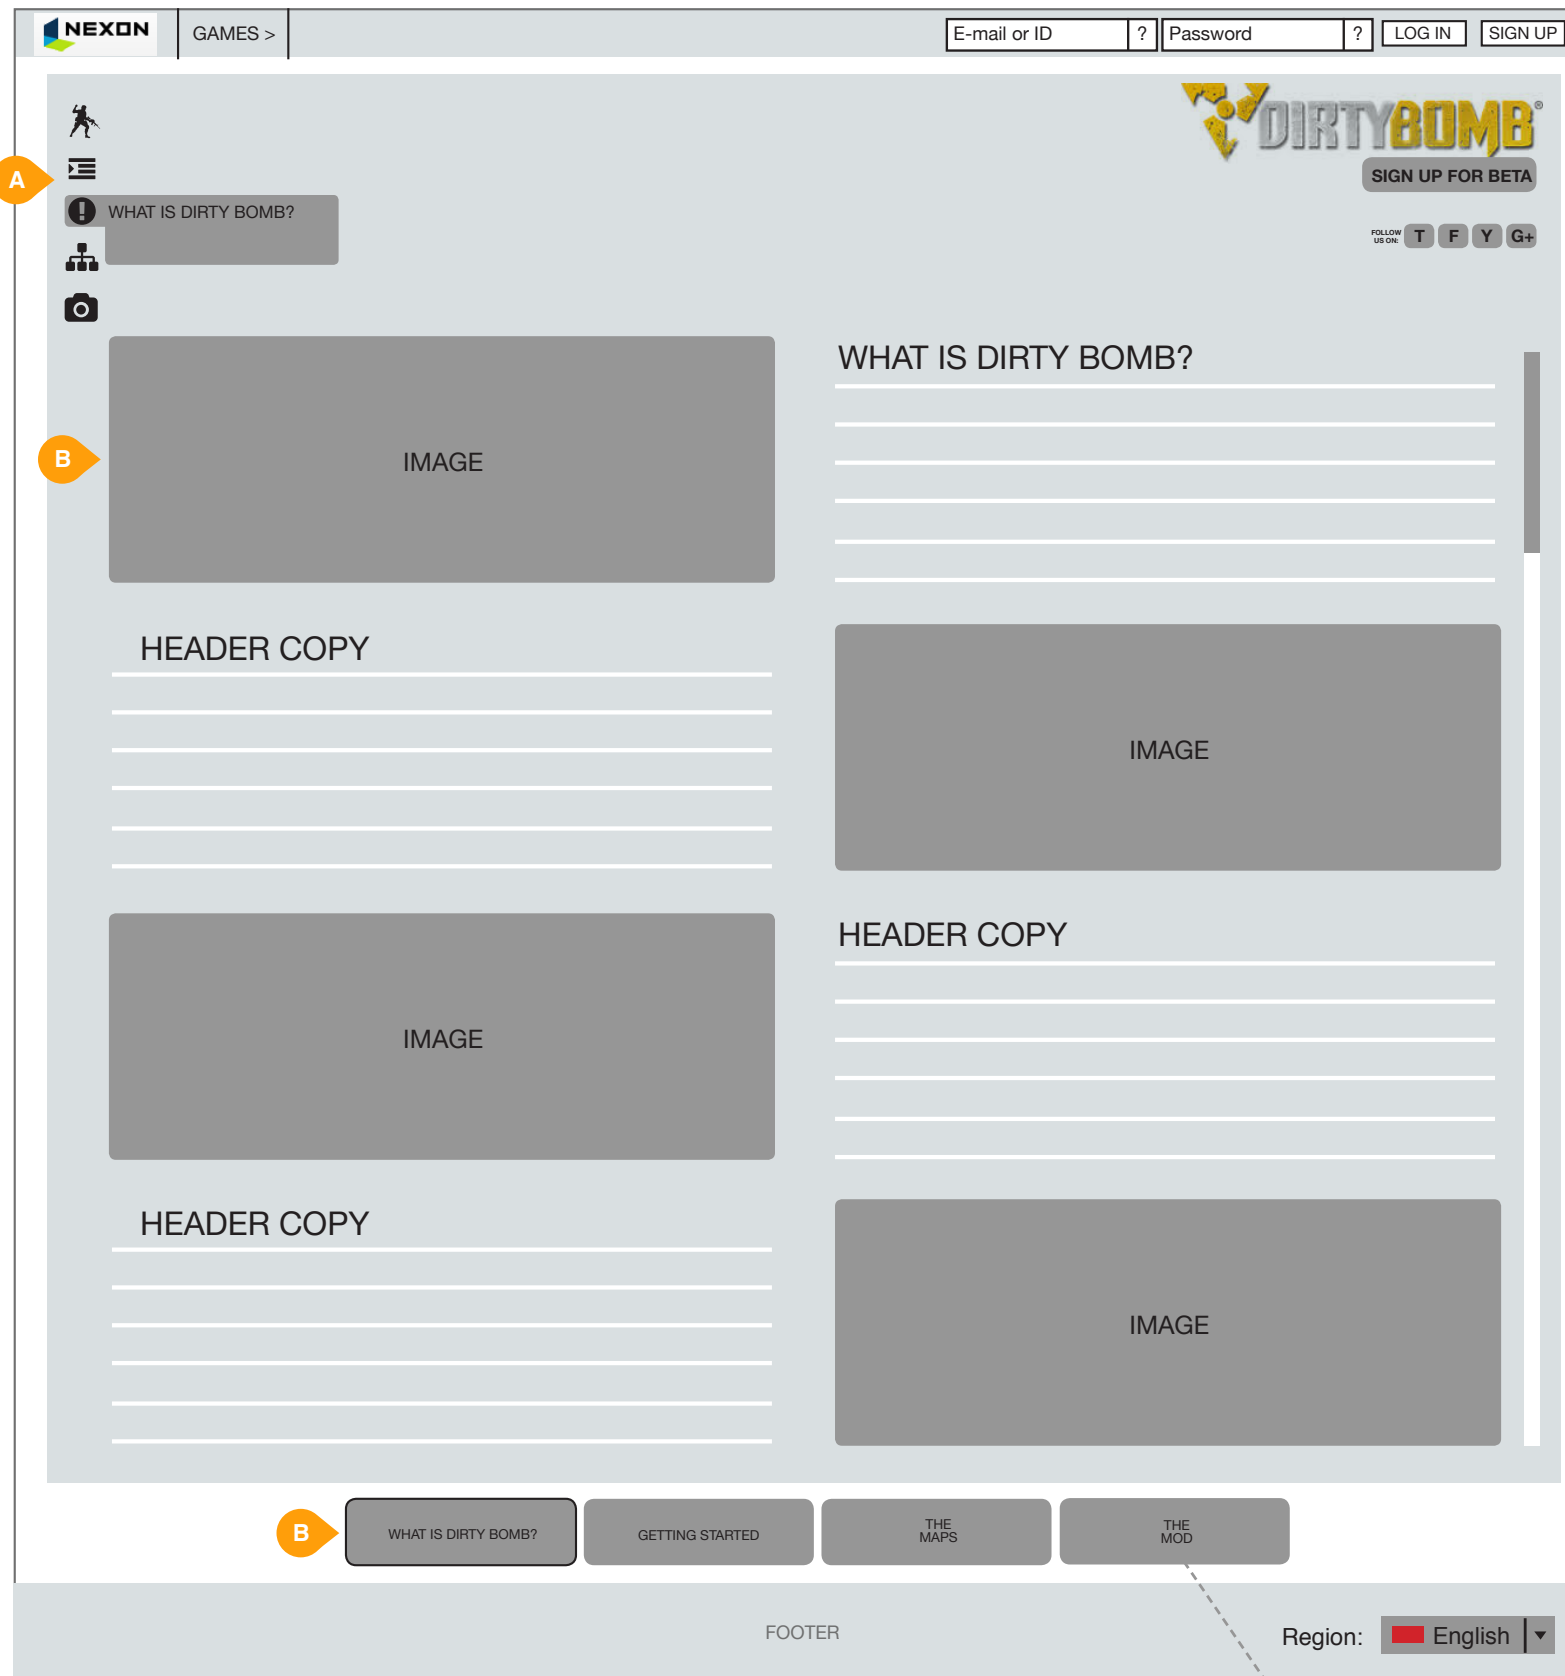 NEXON
GAMES >
E-mail or ID
?
Password
?
LOG IN
SIGN UP
DIRTYBOMB®
SIGN UP FOR BETA
A
WHAT IS DIRTY BOMB?
FOLLOW
US ON:
T
F
Y
G+
WHAT IS DIRTY BOMB?
B
IMAGE
HEADER COPY
IMAGE
HEADER COPY
IMAGE
HEADER COPY
IMAGE
B
WHAT IS DIRTY BOMB?
GETTING STARTED
THE
MAPS
THE
MOD
FOOTER
Region:
English